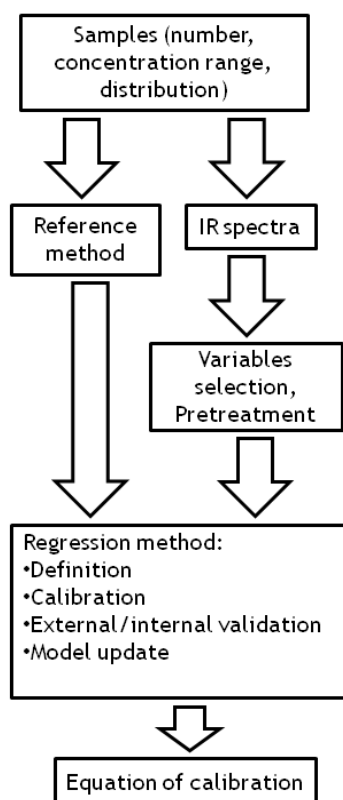 Samples (number,
concentration range,
distribution)
Reference
method
IR spectra
Variables
selection,
Pretreatment
Regression method:
•Definition
•Calibration
•External/internal validation
•Model update
Equation of calibration